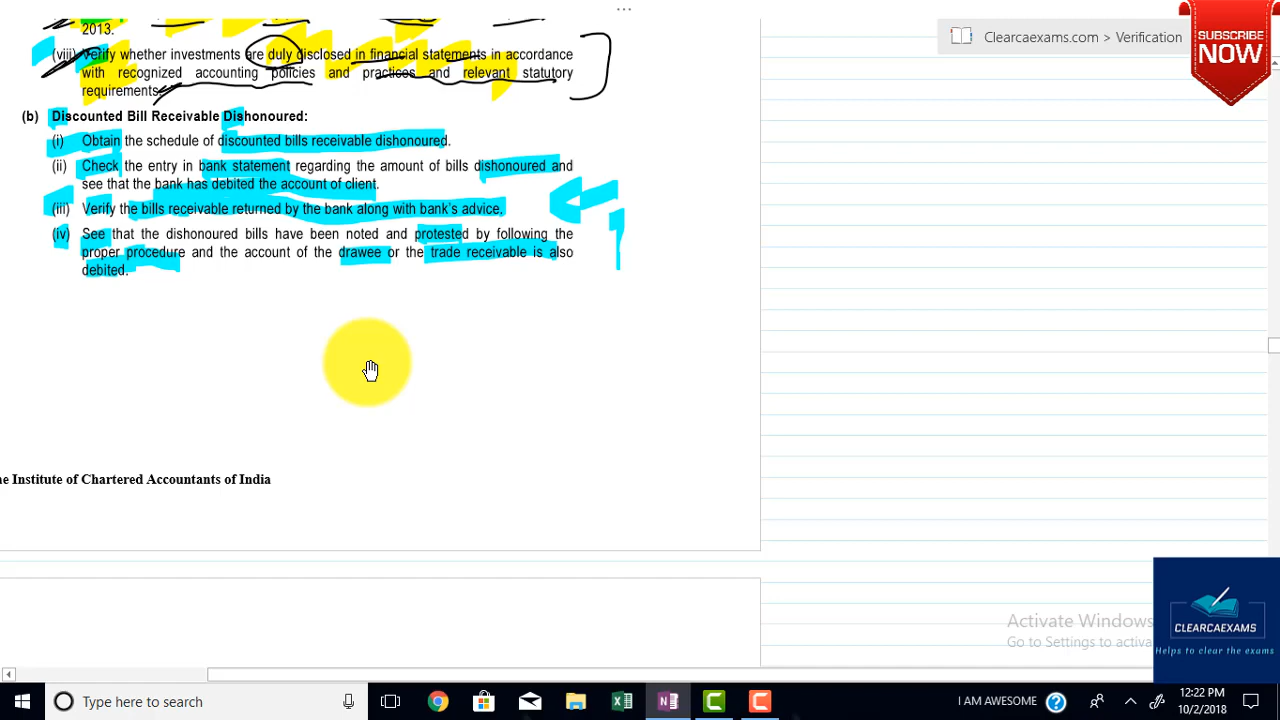 2013.
(viii) Verify whether investments are duly disclosed in financial statements in accordance
with recognized accounting policies and practices and relevant statutory
requirements.
(b) Discounted Bill Receivable Dishonoured:
(i) Obtain the schedule of discounted bills receivable dishonoured.
(ii) Check the entry in bank statement regarding the amount of bills dishonoured and
see that the bank has debited the account of client.
(iii) Verify the bills receivable returned by the bank along with bank's advice.
(iv) See that the dishonoured bills have been noted and protested by following the
proper procedure and the account of the drawee or the trade receivable is also
debited.
e Institute of Chartered Accountants of India
Clearcaexams.com > Verification
SUBSCRIBE
NOW
Activate Windows
Go to Settings to activa
CLEARCAEXAMS
Helps to clear the exams
Type here to search
I AM AWESOME
12:22 PM
10/2/2018